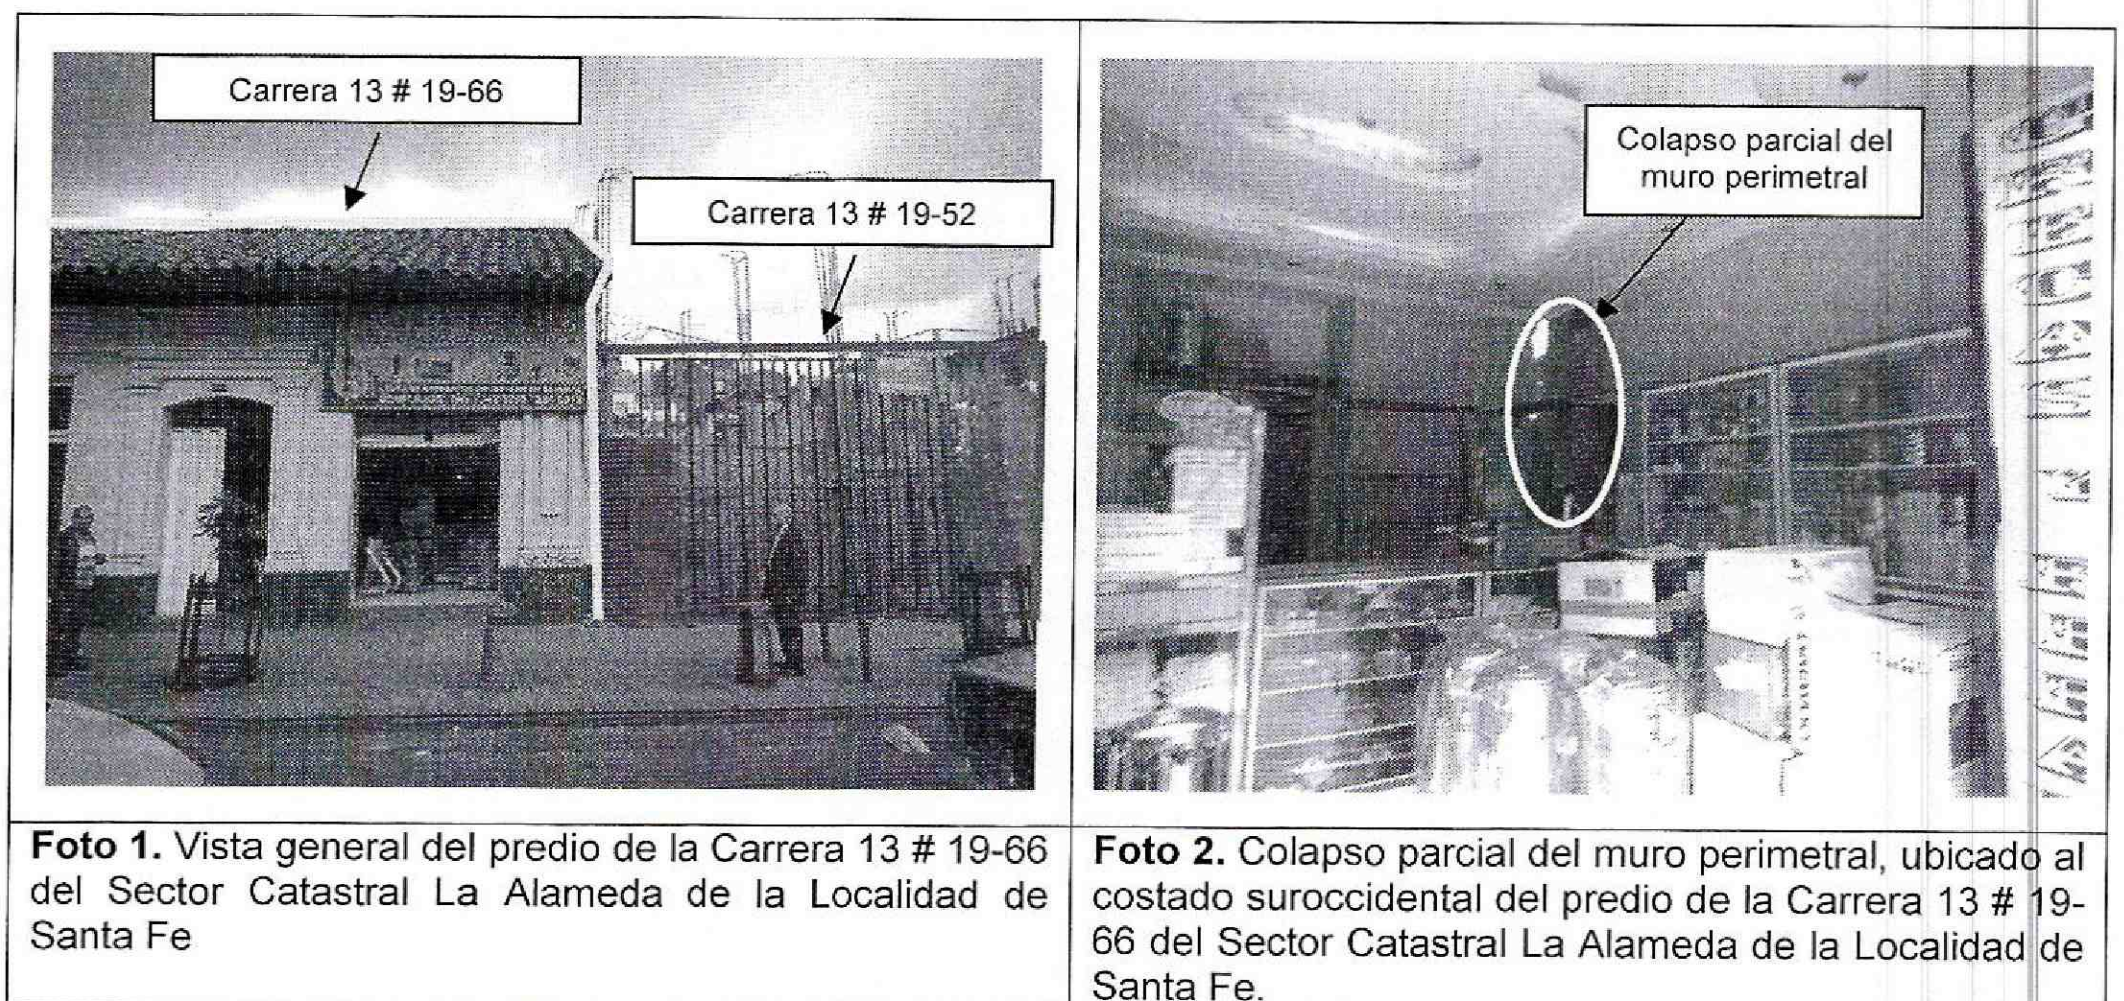 Carrera 13 # 19-66
Carrera 13 # 19-52
Colapso parcial del
muro perimetral
Foto 1. Vista general del predio de la Carrera 13 # 19-66
del Sector Catastral La Alameda de la Localidad de
Santa Fe
Foto 2. Colapso parcial del muro perimetral, ubicado al
costado suroccidental del predio de la Carrera 13 # 19-
66 del Sector Catastral La Alameda de la Localidad de
Santa Fe.